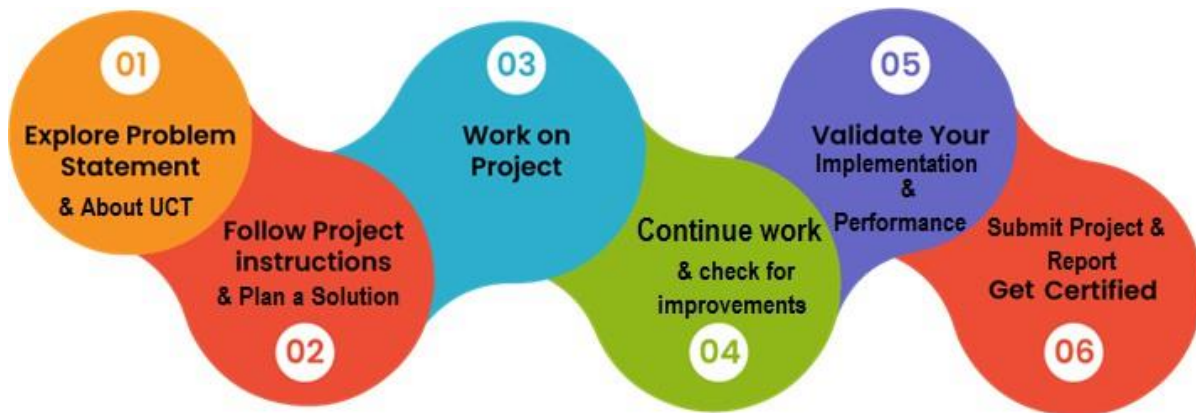 01
Explore Problem
Statement
& About UCT
Follow Project
instructions
& Plan a Solution
02
03
Work on
Project
Continue work
& check for
improvements
04
05
Validate Your
Implementation
&
Performance
Submit Project &
Report
Get Certified
06